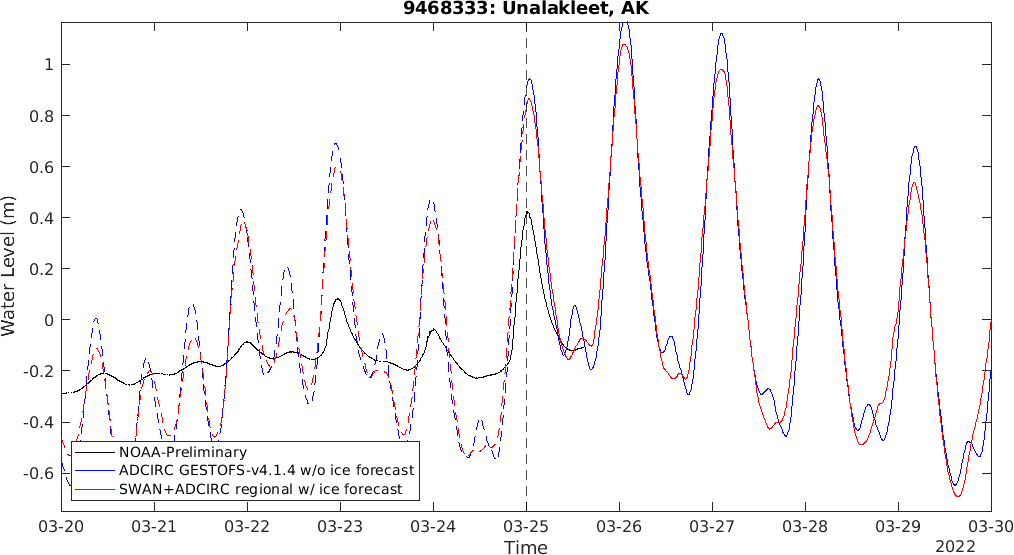 9468333: Unalakleet, AK
Water Level (m)
1
0.8
0.6
0.4
0.2
0
-0.2
-0.4
-0.6
NOAA-Preliminary
ADCIRC GESTOFS-v4.1.4 w/o ice forecast
SWAN+ADCIRC regional w/ ice forecast
03-20 03-21 03-22 03-23 03-24 03-25 03-26 03-27 03-28 03-29 03-30
Time
2022